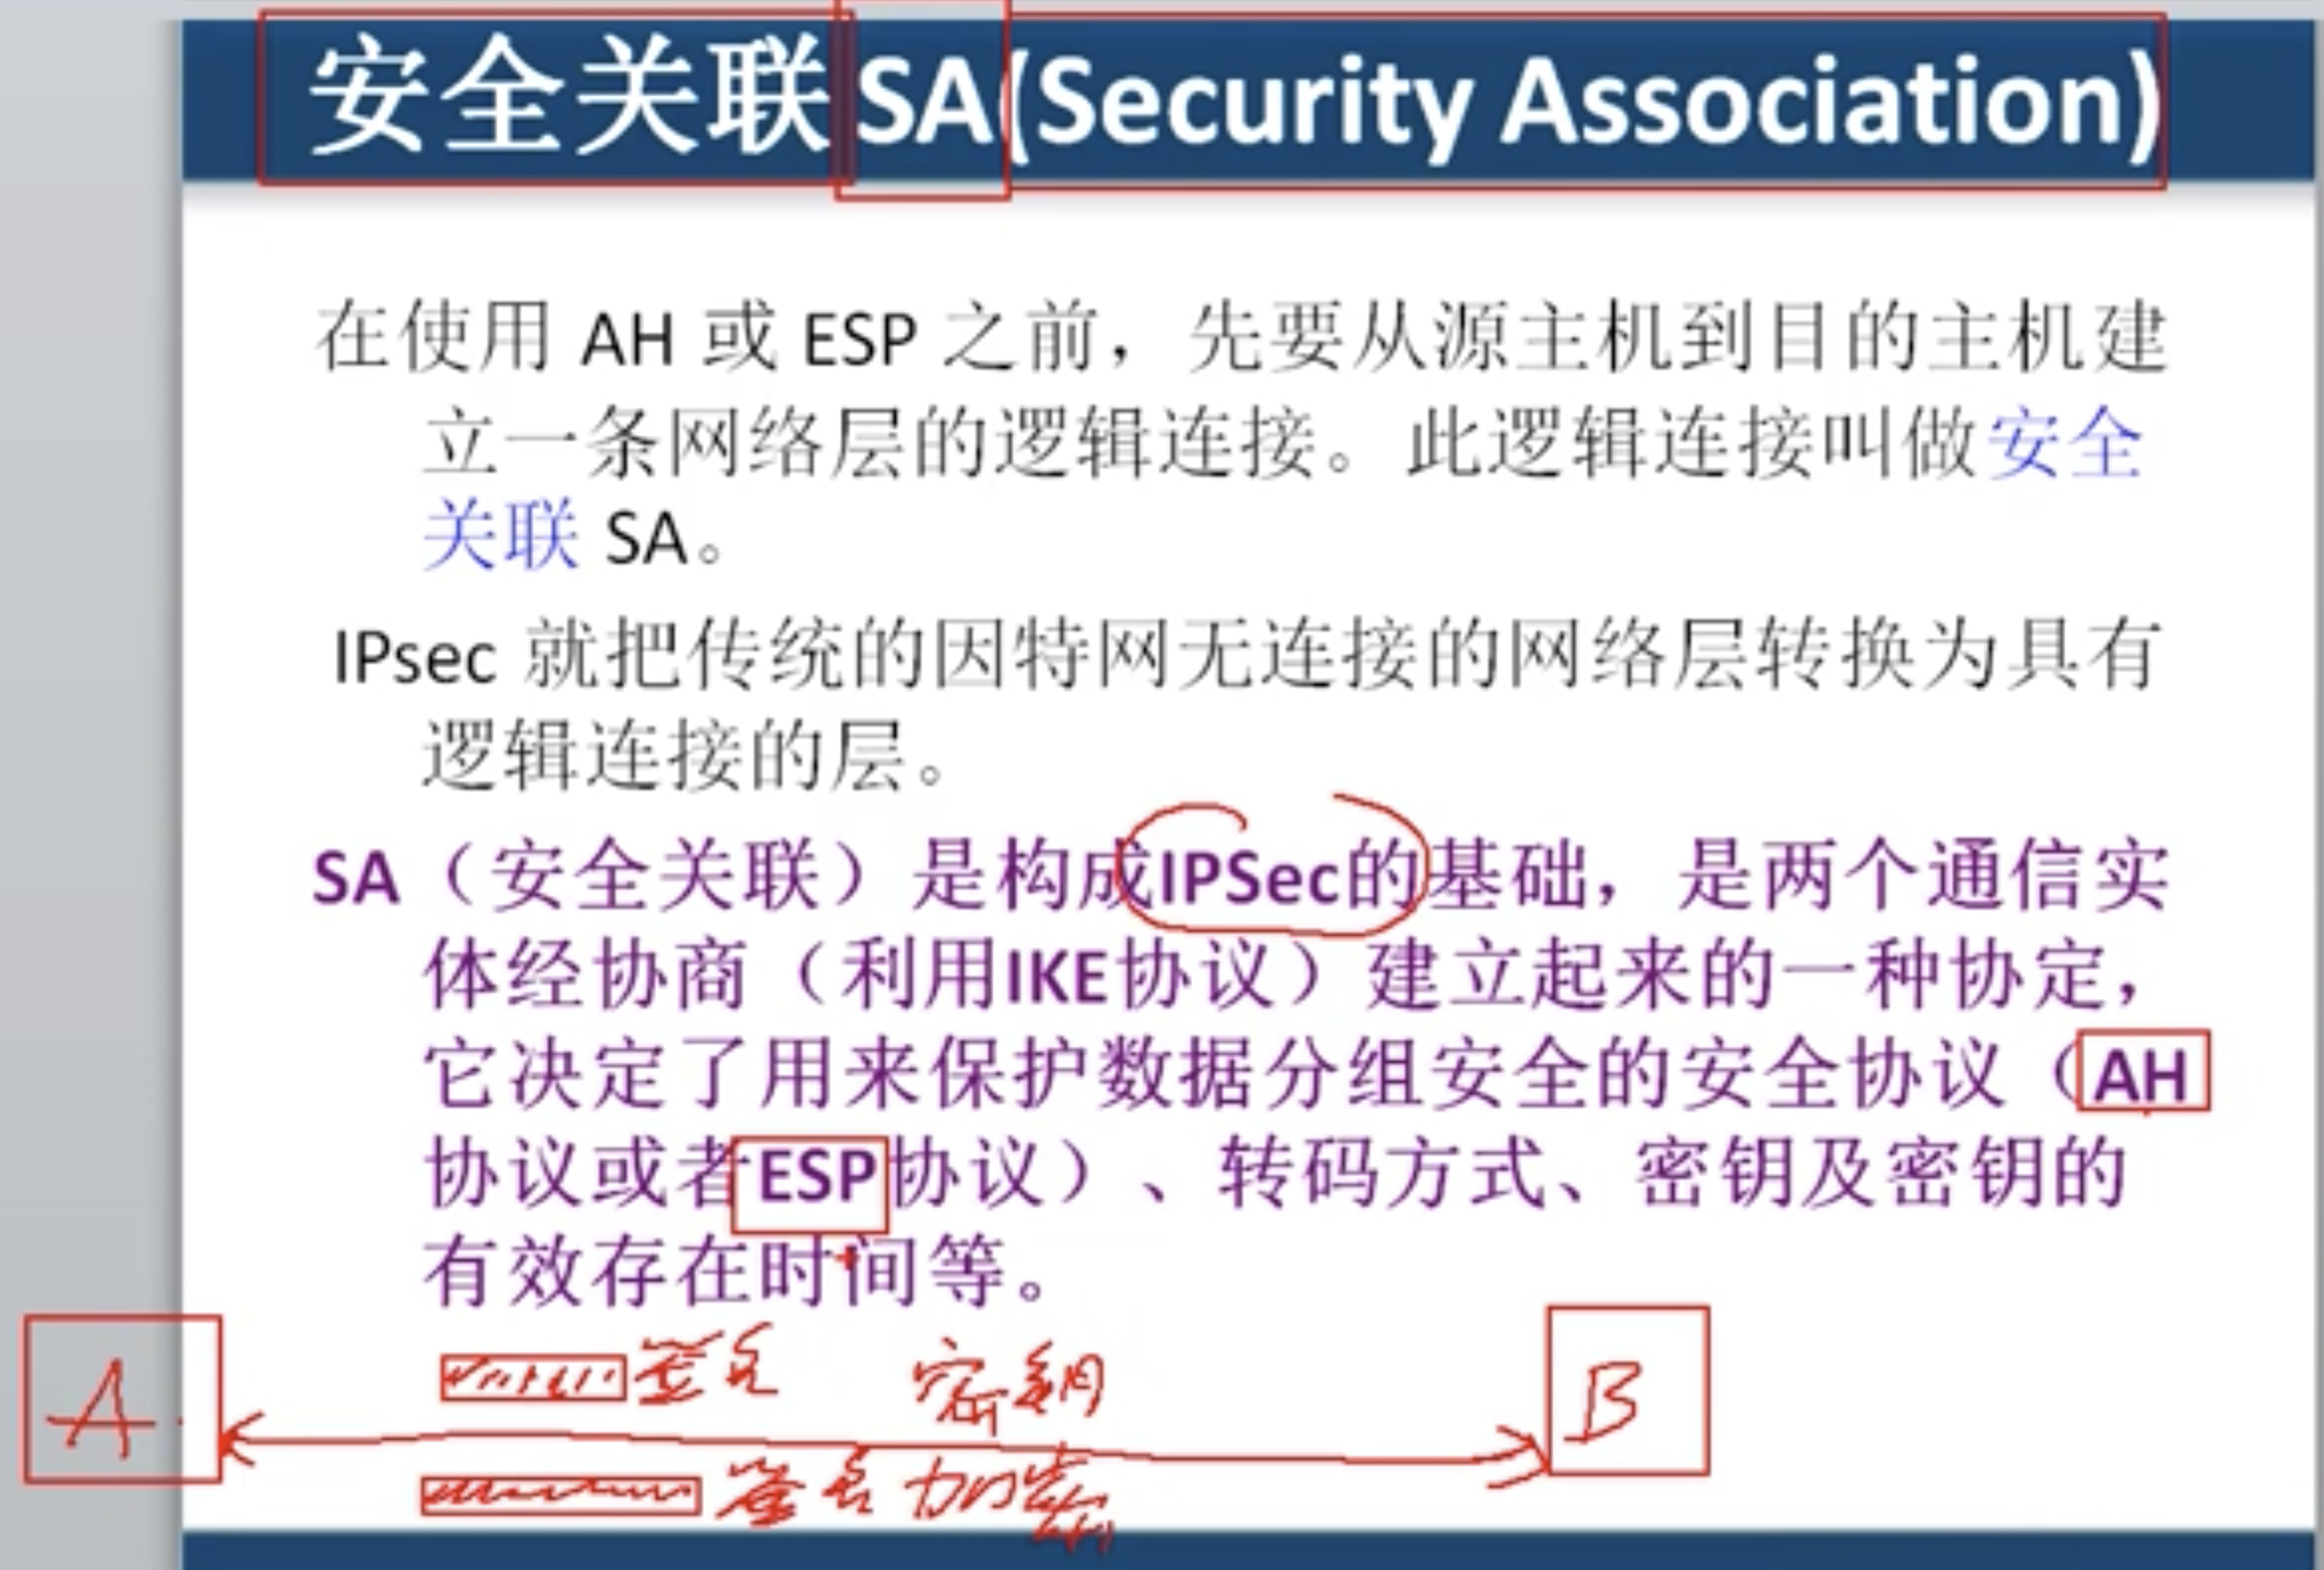 安全关联SA(Security Association)
在使用 AH 或 ESP 之前，先要从源主机到目的主机建
立一条网络层的逻辑连接。此逻辑连接叫做安全
关联 SA。
IPsec 就把传统的因特网无连接的网络层转换为具有
逻辑连接的层。
SA（安全关联）是构成IPSec的基础，是两个通信实
体经协商（利用IKE协议）建立起来的一种协定，
它决定了用来保护数据分组安全的安全协议（AH
协议或者ESP协议）、转码方式、密钥及密钥的
有效存在时间等。
签名 密钥
A B
签名 加密